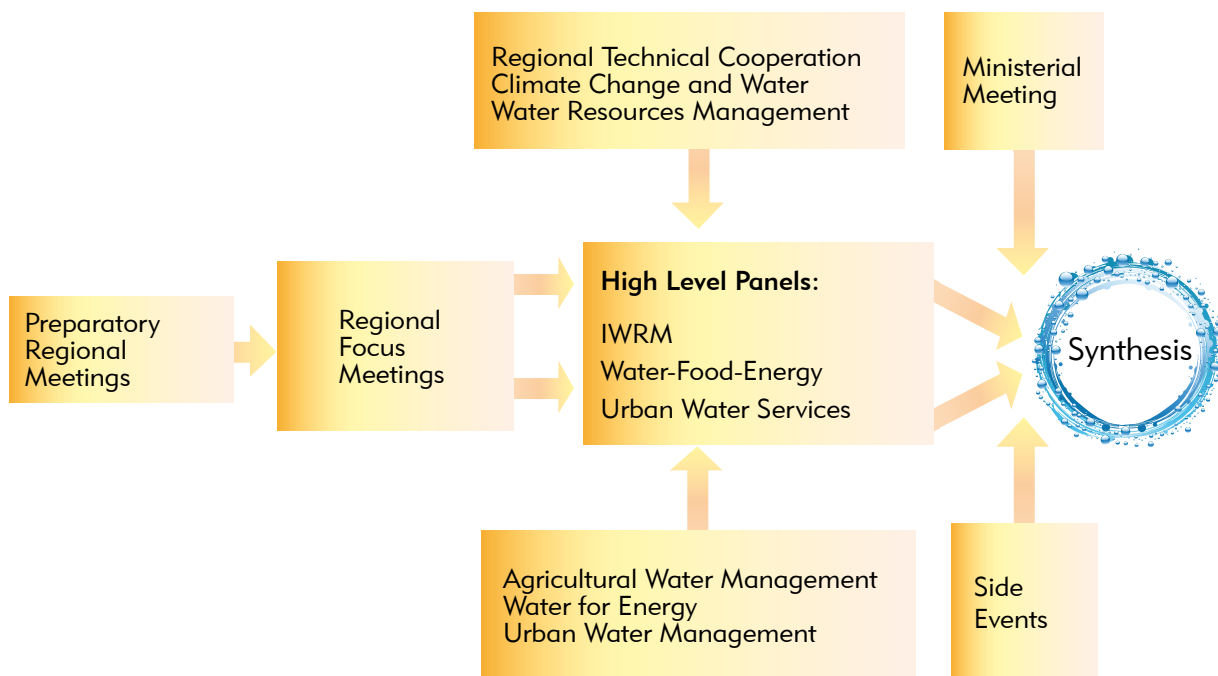 Regional Technical Cooperation
Climate Change and Water
Water Resources Management
Ministerial
Meeting
Preparatory
Regional
Meetings
Regional
Focus
Meetings
High Level Panels:
IWRM
Water-Food-Energy
Urban Water Services
Synthesis
Agricultural Water Management
Water for Energy
Urban Water Management
Side
Events